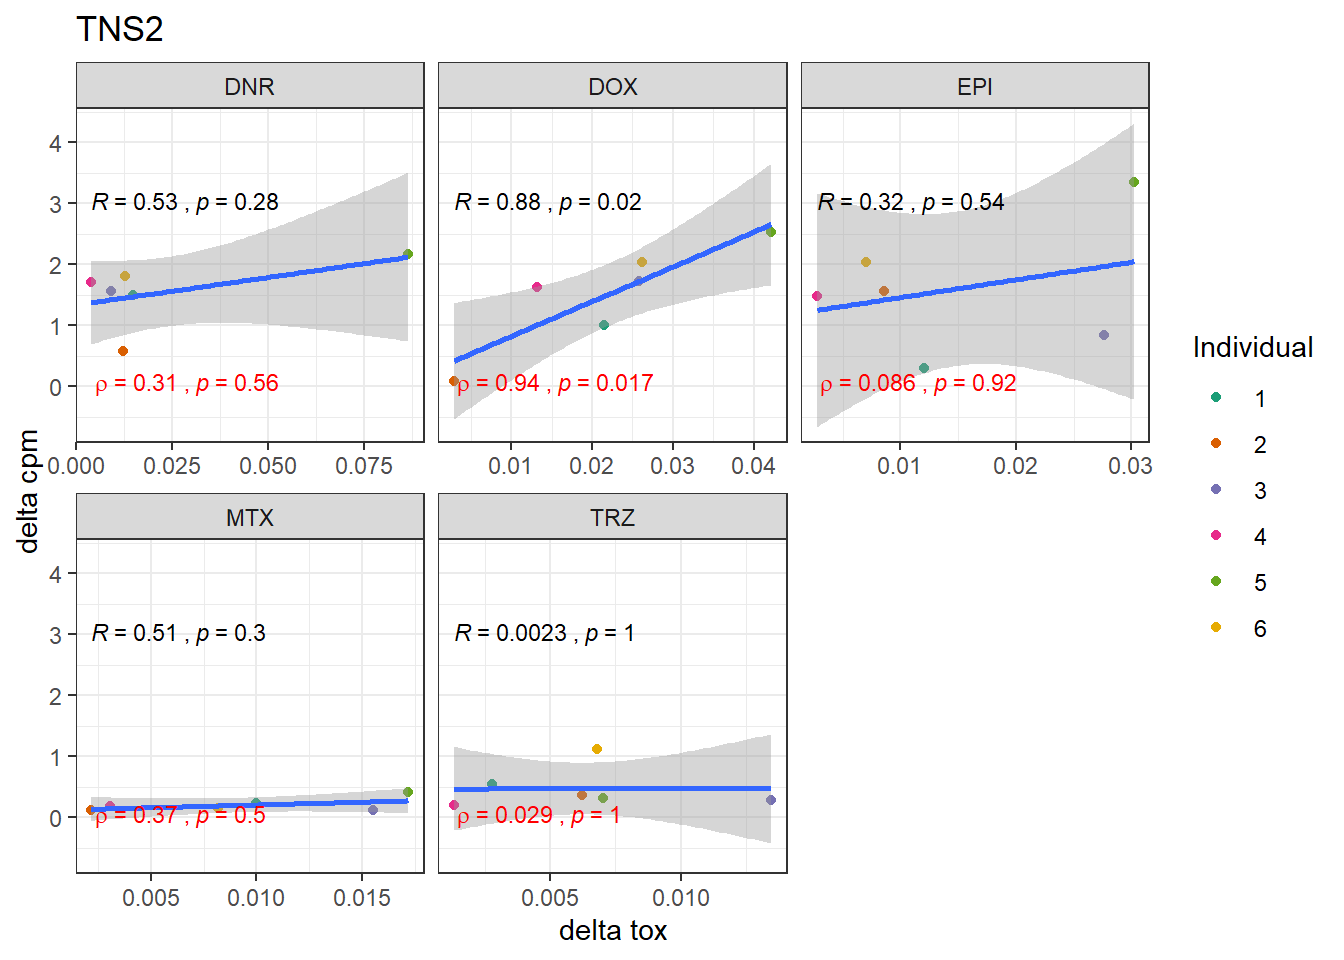 TNS2
DNR
DOX
EPI
R = 0.53 , p = 0.28
R = 0.88 , p = 0.02
R = 0.32 , p = 0.54
ρ = 0.31 , p = 0.56
ρ = 0.94 , p = 0.017
ρ = 0.086 , p = 0.92
4
3
2
1
0
0.000 0.025 0.050 0.075
0.01 0.02 0.03 0.04
0.01 0.02 0.03
delta cpm
MTX
TRZ
R = 0.51 , p = 0.3
R = 0.0023 , p = 1
ρ = 0.37 , p = 0.5
ρ = 0.029 , p = 1
4
3
2
1
0
0.005 0.010 0.015
0.005 0.010
delta tox
Individual
1
2
3
4
5
6